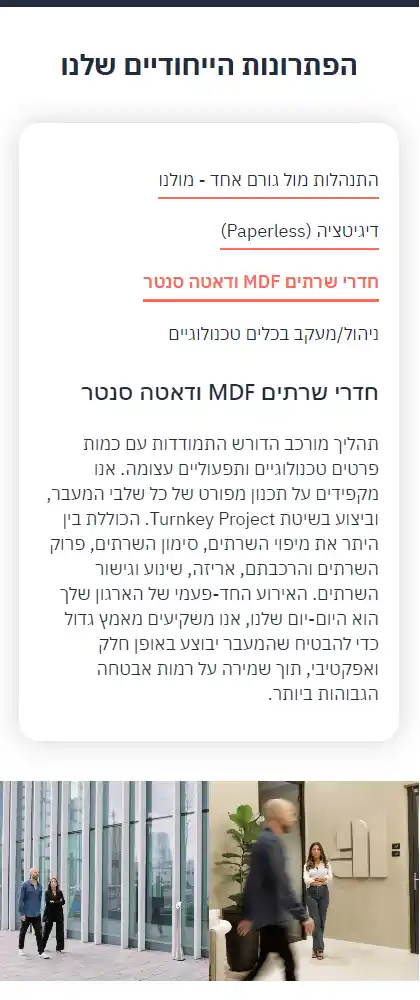 הפתרונות הייחודיים שלנו
התנהלות מול גורם אחד - מולנו
דיגיטציה (Paperless)
חדרי שרתים MDF ודאטה סנטר
ניהול/מעקב בכלים טכנולוגיים
חדרי שרתים MDF ודאטה סנטר
תהליך מורכב הדורש התמודדות עם כמות
פרטים טכנולוגיים ותפעוליים עצומה. אנו
מקפידים על תכנון מפורט של כל שלבי המעבר,
וביצוע בשיטת Turnkey Project. הכוללת בין
היתר את מיפוי השרתים, סימון השרתים, פרוק
השרתים והרכבתם, אריזה, שינוע וגישור
השרתים. האירוע החד-פעמי של הארגון שלך
הוא היום-יום שלנו, אנו משקיעים מאמץ גדול
כדי להבטיח שהמעבר יבוצע באופן חלק
ואפקטיבי, תוך שמירה על רמות אבטחה
הגבוהות ביותר.